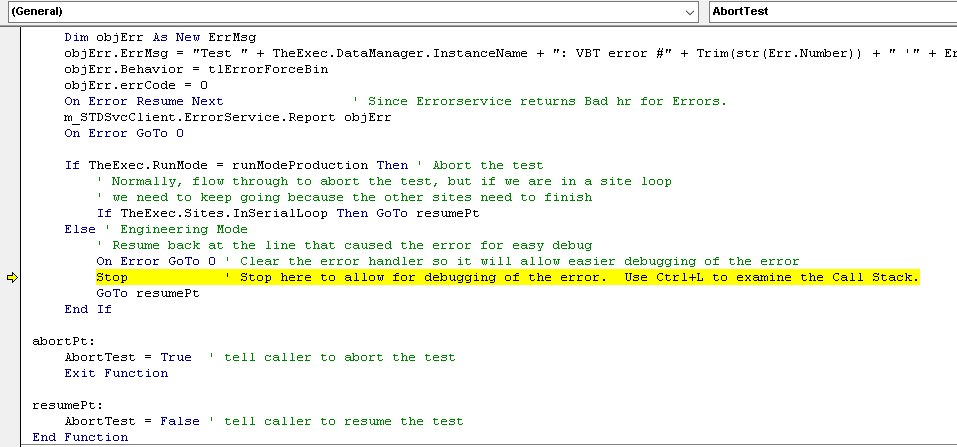 (General) AbortTest
Dim objErr As New ErrMsg
objErr.ErrMsg = "Test " + TheExec.DataManager.InstanceName + ": VBT error #" + Trim(str(Err.Number)) + " '" + Er
objErr.Behavior = tlErrorForceBin
objErr.errCode = 0
On Error Resume Next ' Since Errorservice returns Bad hr for Errors.
m_STDSvcClient.ErrorService.Report objErr
On Error GoTo 0
If TheExec.RunMode = runModeProduction Then ' Abort the test
' Normally, flow through to abort the test, but if we are in a site loop
' we need to keep going because the other sites need to finish
If TheExec.Sites.InSerialLoop Then GoTo resumePt
Else ' Engineering Mode
' Resume back at the line that caused the error for easy debug
On Error GoTo 0 ' Clear the error handler so it will allow easier debugging of the error
Stop ' Stop here to allow for debugging of the error.  Use Ctrl+L to examine the Call Stack.
GoTo resumePt
End If
abortPt:
AbortTest = True ' tell caller to abort the test
Exit Function
resumePt:
AbortTest = False ' tell caller to resume the test
End Function